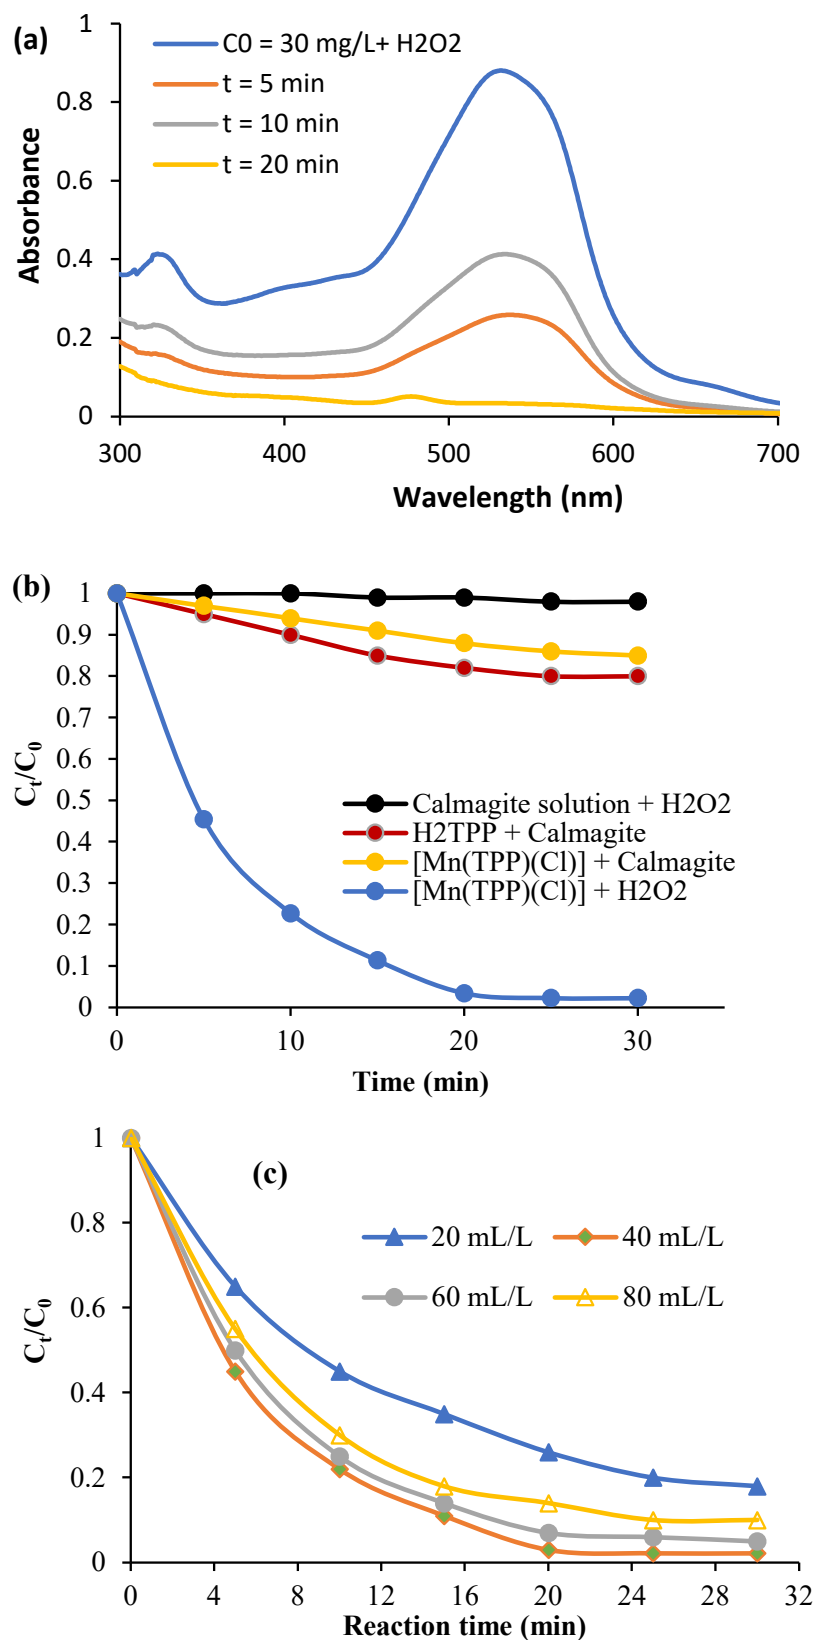 (a)
C0 = 30 mg/L+ H2O2
t = 5 min
t = 10 min
t = 20 min
Absorbance
1
0.8
0.6
0.4
0.2
0
300 400 500 600 700
Wavelength (nm)
(b)
Ct/C0
1
0.9
0.8
0.7
0.6
0.5
0.4
0.3
0.2
0.1
0
Calmagite solution + H2O2
H2TPP + Calmagite
[Mn(TPP)(Cl)] + Calmagite
[Mn(TPP)(Cl)] + H2O2
0 10 20 30
Time (min)
(c)
Ct/C0
1
0.8
0.6
0.4
0.2
0
20 mL/L 40 mL/L
60 mL/L 80 mL/L
0 4 8 12 16 20 24 28 32
Reaction time (min)